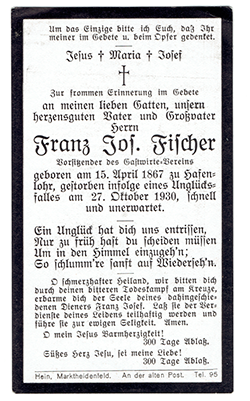 Um das Einzige bitte ich Euch, daß Ihr
meiner im Gebete u. beim Opfer gedenket.
Jesus † Maria † Josef
Zur frommen Erinnerung im Gebete
an meinen lieben Gatten, unsern
herzensguten Vater und Großvater
Herrn
Franz Jos. Fischer
Vorsitzender des Gastwirte-Vereins
geboren am 15. April 1867 zu Hafen-
lohr, gestorben infolge eines Unglücks-
falles am 27. Oktober 1930, schnell
und unerwartet.
Ein Unglück hat dich uns entrissen,
Nur zu früh hast du scheiden müssen
Um in den Himmel einzugeh'n;
So schlumm're sanft auf Wiederseh'n.
O schmerzhafter Heiland, wir bitten dich
durch deinen bitteren Todeskampf am Kreuze,
erbarme dich der Seele des dahingeschie-
denen Dieners Franz Josef. Laß sie der Ver-
dienste deines Leidens teilhaftig werden und
führe sie zur ewigen Seligkeit. Amen.
O mein Jesus Barmherzigkeit!
300 Tage Ablaß.
Süßes Herz Jesu, sei meine Liebe!
300 Tage Ablaß.
Hein, Marktheidenfeld. An der alten Post. Tel. 95